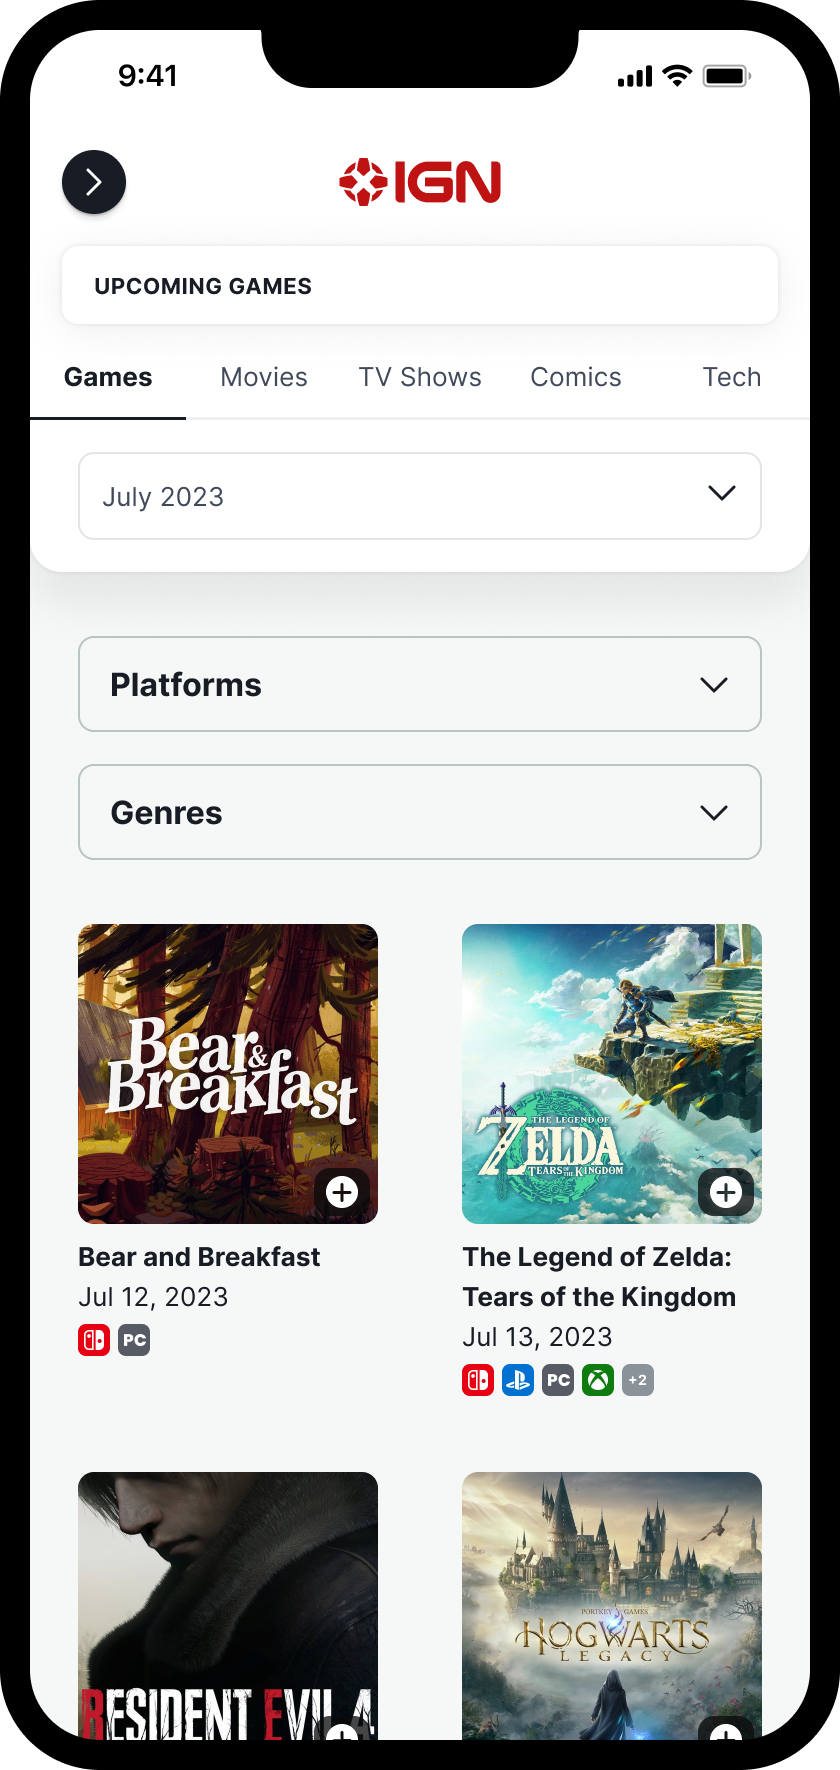 9:41
IGN
UPCOMING GAMES
Games Movies TV Shows Comics Tech
July 2023
Platforms
Genres
Bear &
Breakfast
THE LEGEND OF
ZELDA
TEARS OF THE KINGDOM
Bear and Breakfast
Jul 12, 2023
PC
The Legend of Zelda:
Tears of the Kingdom
Jul 13, 2023
PC +2
RESIDENT EVIL 4
PORTKEY GAMES
HOGWARTS
LEGACY